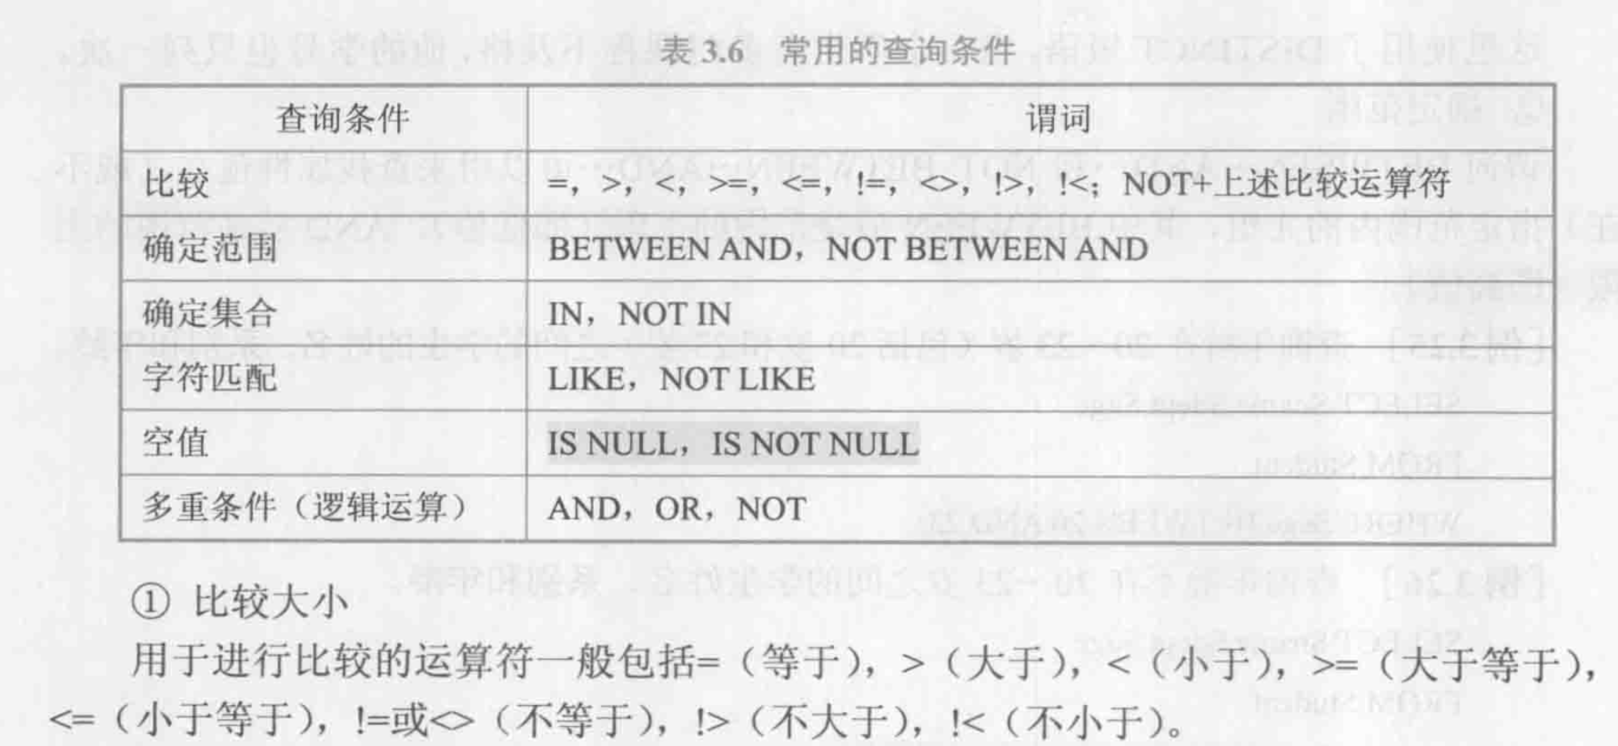 表 3.6 常用的查询条件
查询条件 谓词
比较 =，>，<，>=，<=，!=，<>，!>，!<；NOT+上述比较运算符
确定范围 BETWEEN AND，NOT BETWEEN AND
确定集合 IN，NOT IN
字符匹配 LIKE，NOT LIKE
空值 IS NULL，IS NOT NULL
多重条件（逻辑运算） AND，OR，NOT
① 比较大小
用于进行比较的运算符一般包括=（等于），>（大于），<（小于），>=（大于等于），
<=（小于等于），!=或<>（不等于），!>（不大于），!<（不小于）。